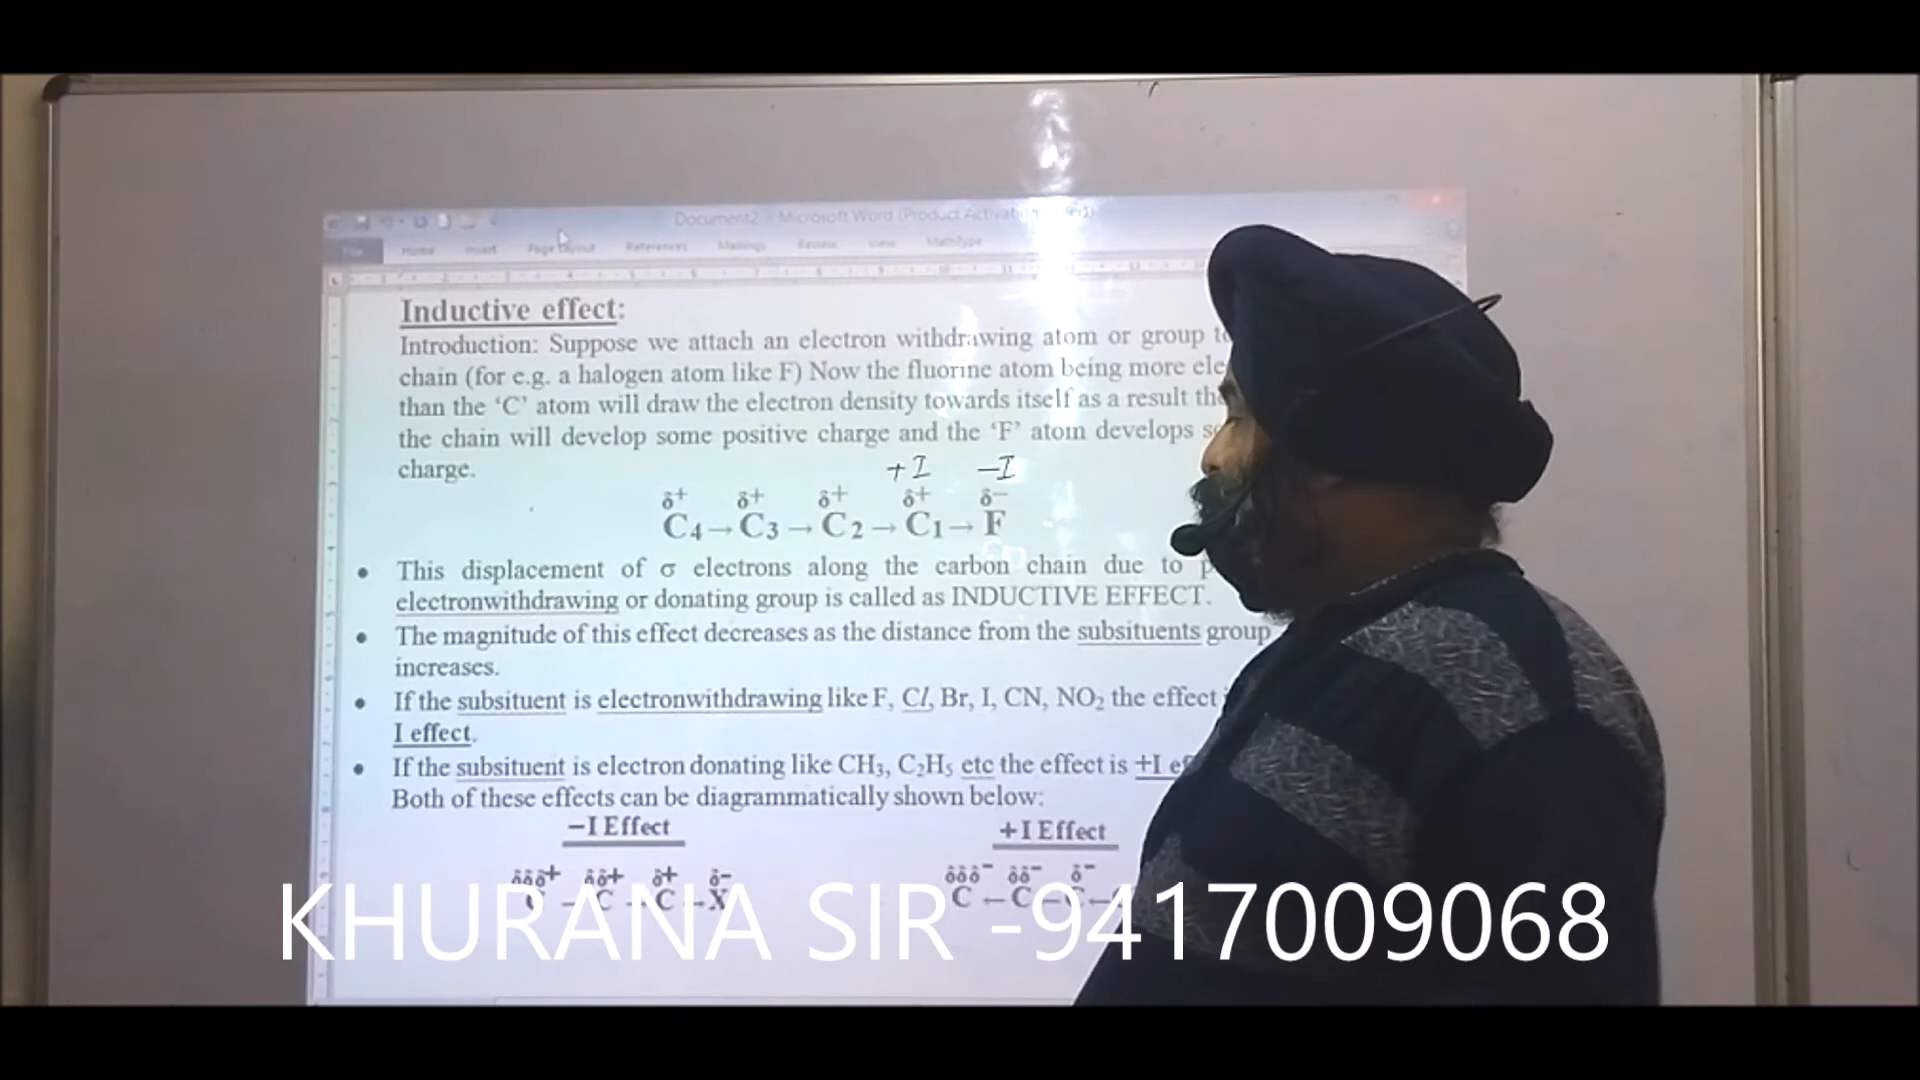 Document2 - Microsoft Word (Product Activat
File Home Insert Page Layout References Mailings Review View MathType
Inductive effect:
Introduction: Suppose we attach an electron withdrawing atom or group
chain (for e.g. a halogen atom like F) Now the fluorine atom being more ele
than the ‘C’ atom will draw the electron density towards itself as a result the
the chain will develop some positive charge and the ‘F’ atom develops
charge.
+I −I
δ+ δ+ δ+ δ+ δ−
C4→C3→C2→C1→F
• This displacement of σ electrons along the carbon chain due to p
electronwithdrawing or donating group is called as INDUCTIVE EFFECT.
• The magnitude of this effect decreases as the distance from the subsituents group
increases.
• If the subsituent is electronwithdrawing like F, Cl, Br, I, CN, NO₂ the effect
I effect.
• If the subsituent is electron donating like CH₃, C₂H₅ etc the effect is +I ef
Both of these effects can be diagrammatically shown below:
−I Effect +I Effect
δδδ+ δδ+ δ+ δ− δδδ− δδ− δ−
C →C →C →X C ←C ←C←
KHURANA SIR -9417009068